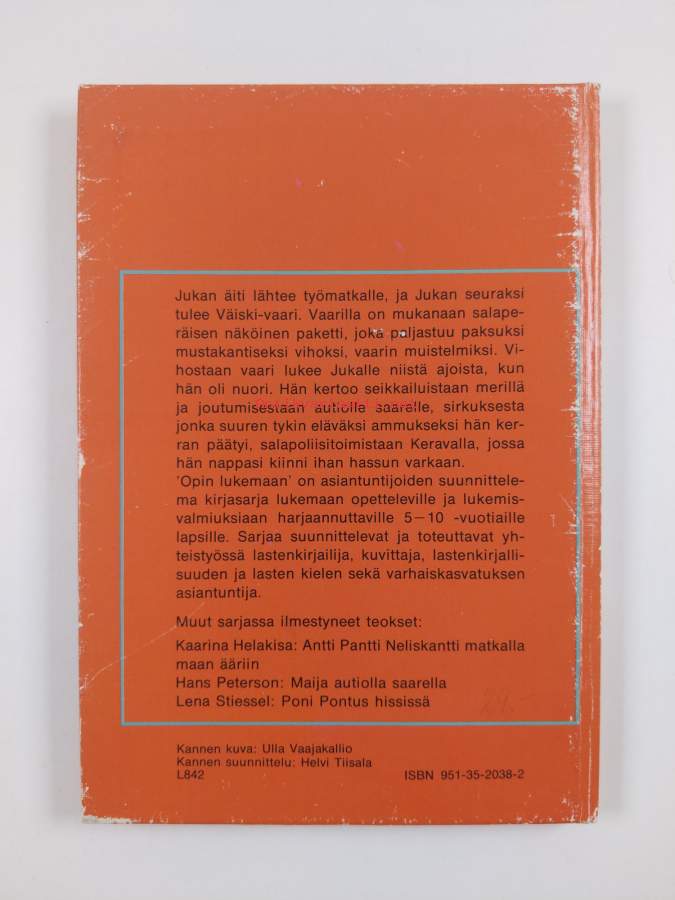 Jukan äiti lähtee työmatkalle, ja Jukan seuraksi
tulee Väiski-vaari. Vaarilla on mukanaan salape-
räisen näköinen paketti, joka paljastuu paksuksi
mustakantiseksi vihoksi, vaarin muistelmiksi. Vi-
hostaan vaari lukee Jukalle niistä ajoista, kun
hän oli nuori. Hän kertoo seikkailuistaan merillä
ja joutumisestaan autiolle saarelle, sirkuksesta
jonka suuren tykin eläväksi ammukseksi hän ker-
ran päätyi, salapoliisitoimistaan Keravalla, jossa
hän nappasi kiinni ihan hassun varkaan.
'Opin lukemaan' on asiantuntijoiden suunnittele-
ma kirjasarja lukemaan opetteleville ja lukemis-
valmiuksiaan harjaannuttaville 5–10 -vuotiaille
lapsille. Sarjaa suunnittelevat ja toteuttavat yh-
teistyössä lastenkirjailija, kuvittaja, lastenkirjalli-
suuden ja lasten kielen sekä varhaiskasvatuksen
asiantuntija.
Muut sarjassa ilmestyneet teokset:
Kaarina Helakisa: Antti Pantti Neliskantti matkalla
maan ääriin
Hans Peterson: Maija autiolla saarella
Lena Stiessel: Poni Pontus hississä
Kannen kuva: Ulla Vaajakallio
Kannen suunnittelu: Helvi Tiisala
L842 ISBN 951-35-2038-2